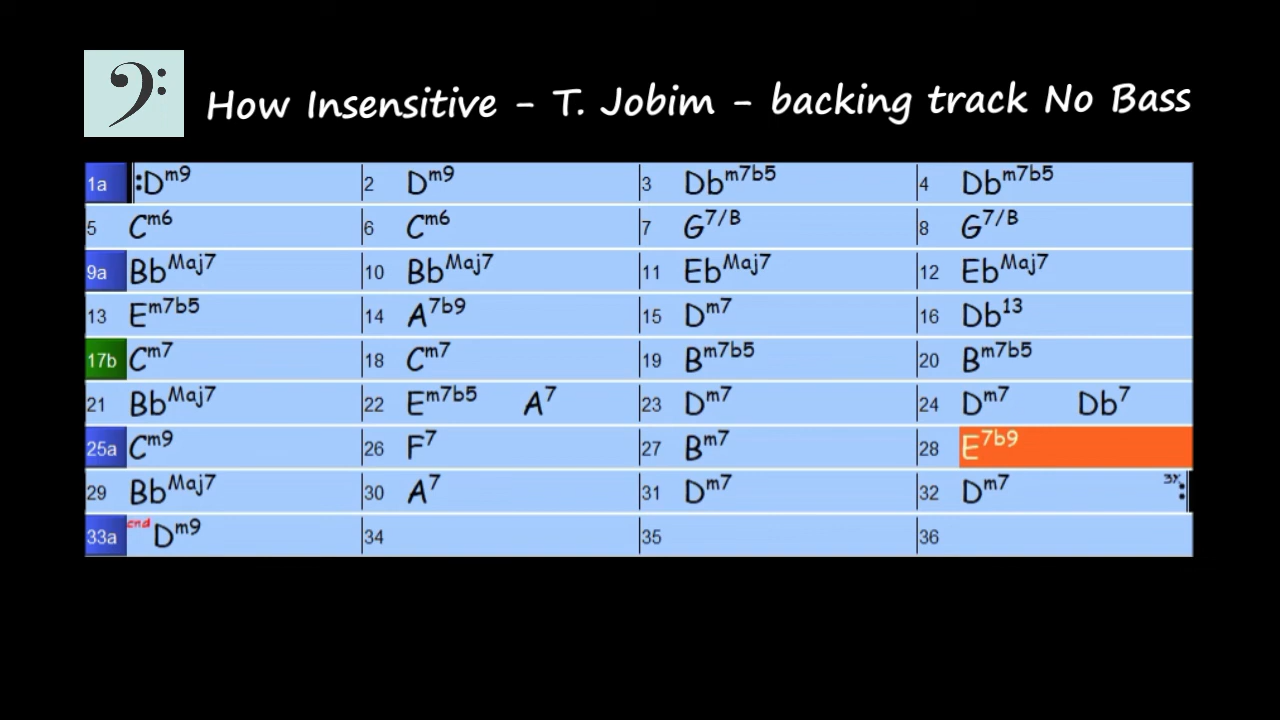 How Insensitive - T. Jobim - backing track No Bass
1a :Dm9 2 Dm9 3 Dbm7b5 4 Dbm7b5
5 Cm6 6 Cm6 7 G7/B 8 G7/B
9a BbMaj7 10 BbMaj7 11 EbMaj7 12 EbMaj7
13 Em7b5 14 A7b9 15 Dm7 16 Db13
17b Cm7 18 Cm7 19 Bm7b5 20 Bm7b5
21 BbMaj7 22 Em7b5 A7 23 Dm7 24 Dm7 Db7
25a Cm9 26 F7 27 Bm7 28 E7b9
29 BbMaj7 30 A7 31 Dm7 32 Dm7 3x :
33a end Dm9 34 35 36